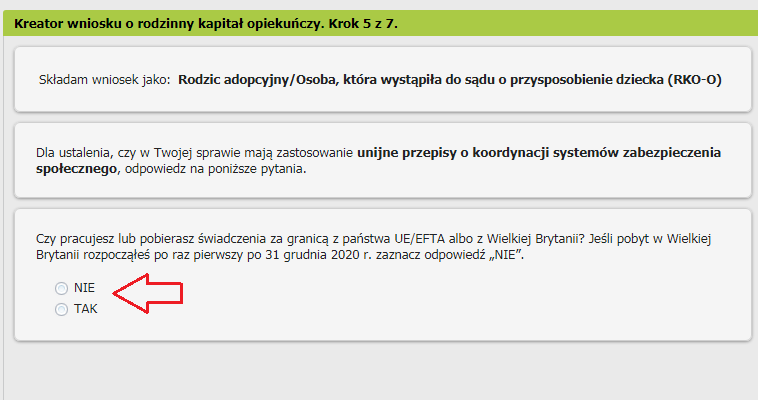 Kreator wniosku o rodzinny kapitał opiekuńczy. Krok 5 z 7.
Składam wniosek jako: Rodzic adopcyjny/Osoba, która wystąpiła do sądu o przysposobienie dziecka (RKO-O)
Dla ustalenia, czy w Twojej sprawie mają zastosowanie unijne przepisy o koordynacji systemów zabezpieczenia
społecznego, odpowiedz na poniższe pytania.
Czy pracujesz lub pobierasz świadczenia za granicą z państwa UE/EFTA albo z Wielkiej Brytanii? Jeśli pobyt w Wielkiej
Brytanii rozpocząłeś po raz pierwszy po 31 grudnia 2020 r. zaznacz odpowiedź „NIE”.
NIE
TAK